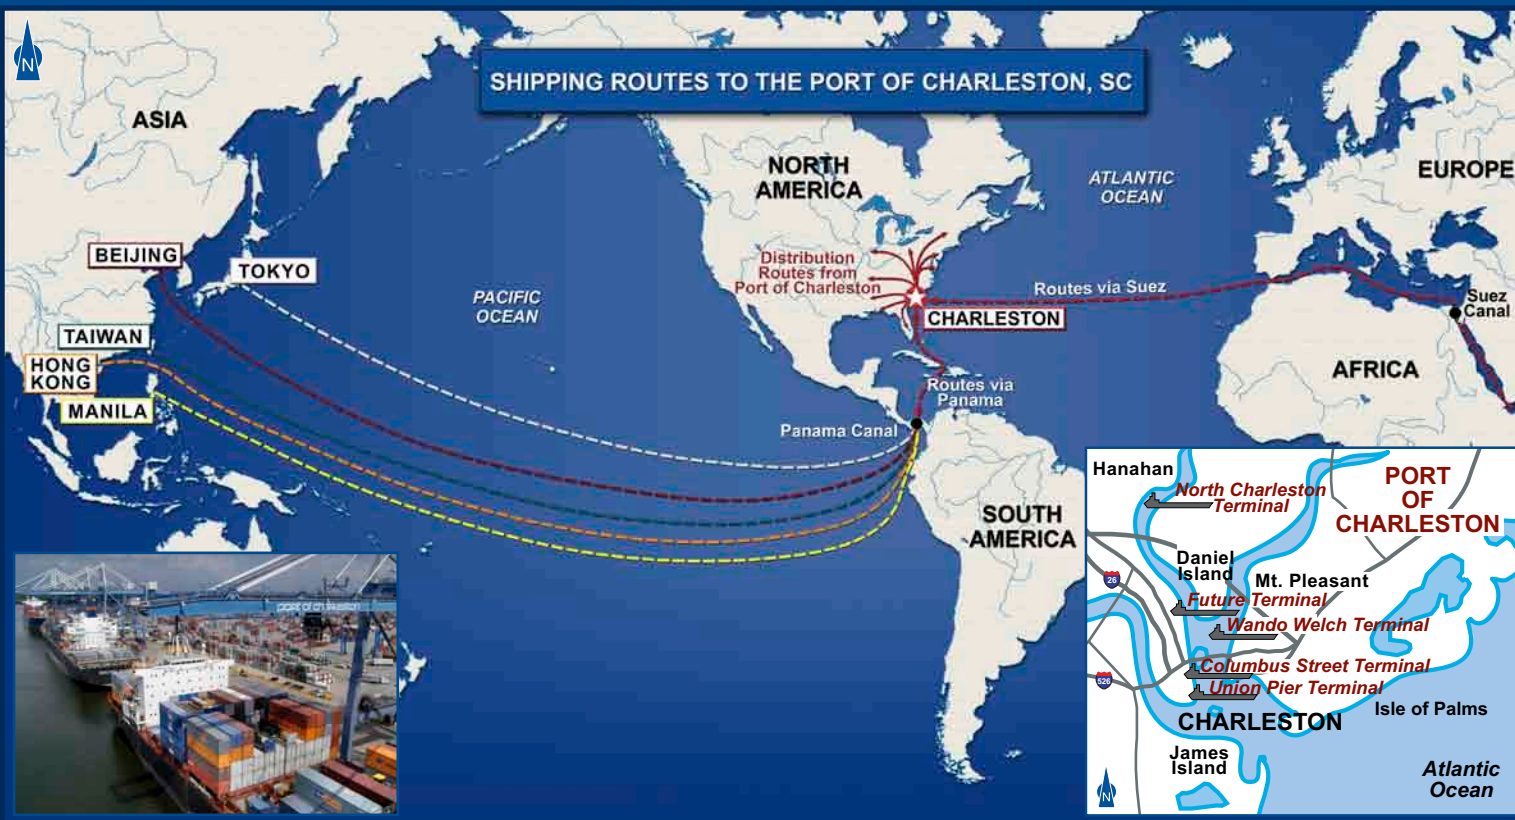 N
SHIPPING ROUTES TO THE PORT OF CHARLESTON, SC
ASIA
NORTH
AMERICA
ATLANTIC
OCEAN
EUROPE
BEIJING
TOKYO
Distribution
Routes from
Port of Charleston
PACIFIC
OCEAN
Routes via Suez
Suez
Canal
CHARLESTON
TAIWAN
HONG
KONG
MANILA
AFRICA
Routes via
Panama
Panama Canal
SOUTH
AMERICA
port of charleston
Hanahan
North Charleston
Terminal
PORT
OF
CHARLESTON
Daniel
Island
Mt. Pleasant
26
Future Terminal
Wando Welch Terminal
Columbus Street Terminal
526
Union Pier Terminal
Isle of Palms
CHARLESTON
James
Island
Atlantic
Ocean
N